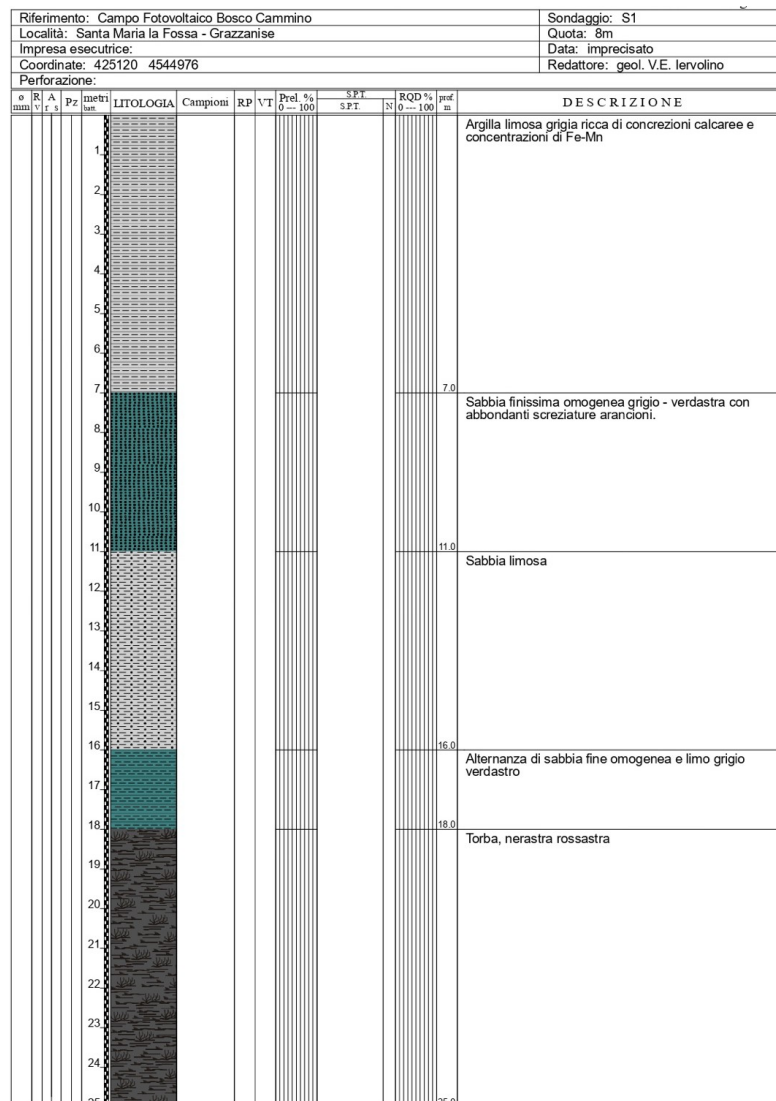 Riferimento: Campo Fotovoltaico Bosco Cammino
Sondaggio: S1
Località: Santa Maria la Fossa - Grazzanise
Quota: 8m
Impresa esecutrice:
Data: imprecisato
Coordinate: 425120 4544976
Redattore: geol. V.E. Iervolino
Perforazione:
ø mm
R v
A r s
Pz
metri batt.
LITOLOGIA
Campioni
RP
VT
Prel. % 0 --- 100
S.P.T.
S.P.T.
N
RQD % 0 --- 100
prof. m
DESCRIZIONE
Argilla limosa grigia ricca di concrezioni calcaree e
concentrazioni di Fe-Mn
1
2
3
4
5
6
7
7.0
Sabbia finissima omogenea grigio - verdastra con
abbondanti screziature arancioni.
8
9
10
11
11.0
Sabbia limosa
12
13
14
15
16
16.0
Alternanza di sabbia fine omogenea e limo grigio
verdastro
17
18
18.0
Torba, nerastra rossastra
19
20
21
22
23
24